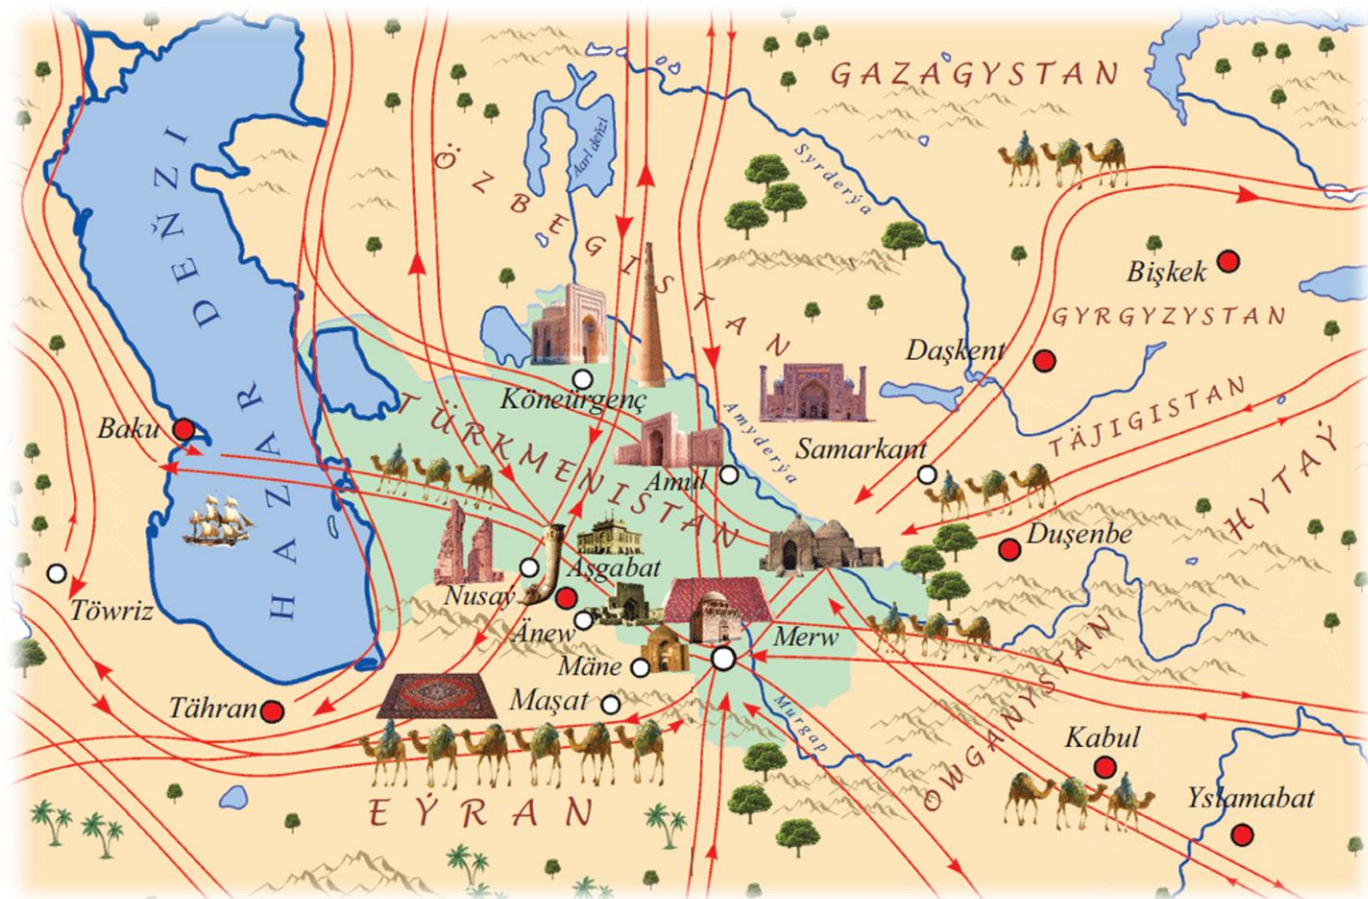 GAZAGYSTAN
ÖZBEGISTAN
Aral deňzi
Syrderýa
HAZAR DEŇZI
Bişkek
GYRGYZYSTAN
Daşkent
TÄJIGISTAN
Köneürgenç
TÜRKMENISTAN
Amyderýa
Samarkant
Baku
Amul
HYTAÝ
Duşenbe
Töwriz
Nusaý
Aşgabat
Änew
Merw
Mäne
Maşat
Tähran
Murgap
OWGANYSTAN
Kabul
Yslamabat
EÝRAN